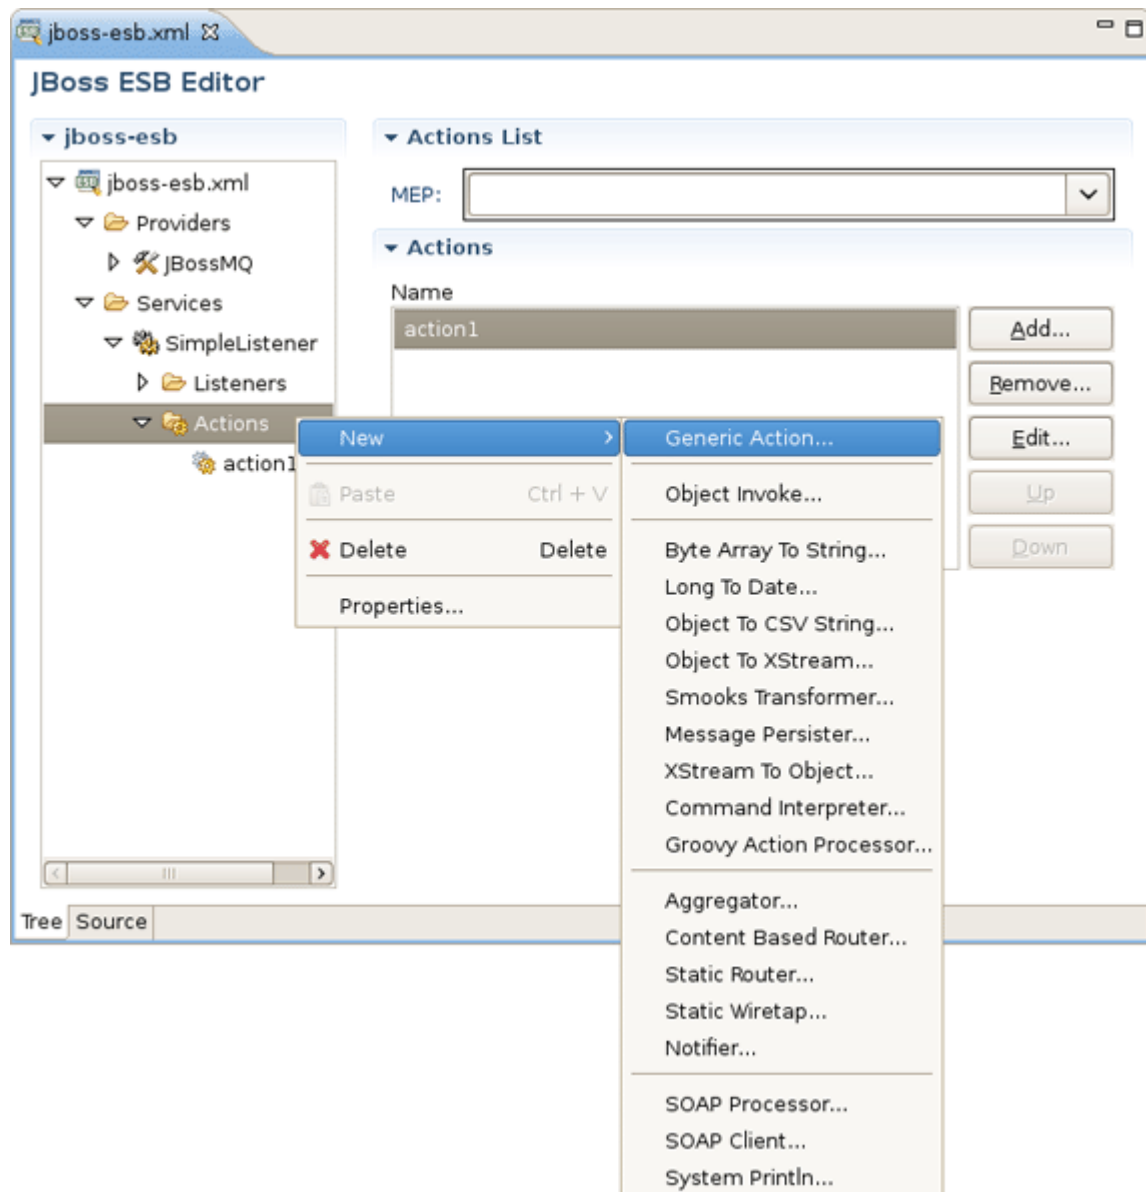 jboss-esb.xml
JBoss ESB Editor
jboss-esb
jboss-esb.xml
Providers
JBossMQ
Services
SimpleListener
Listeners
Actions
action1
Actions List
MEP:
Actions
Name
action1
Add...
Remove...
Edit...
Up
Down
New
Paste Ctrl + V
Delete Delete
Properties...
Generic Action...
Object Invoke...
Byte Array To String...
Long To Date...
Object To CSV String...
Object To XStream...
Smooks Transformer...
Message Persister...
XStream To Object...
Command Interpreter...
Groovy Action Processor...
Aggregator...
Content Based Router...
Static Router...
Static Wiretap...
Notifier...
SOAP Processor...
SOAP Client...
System Println...
Tree Source